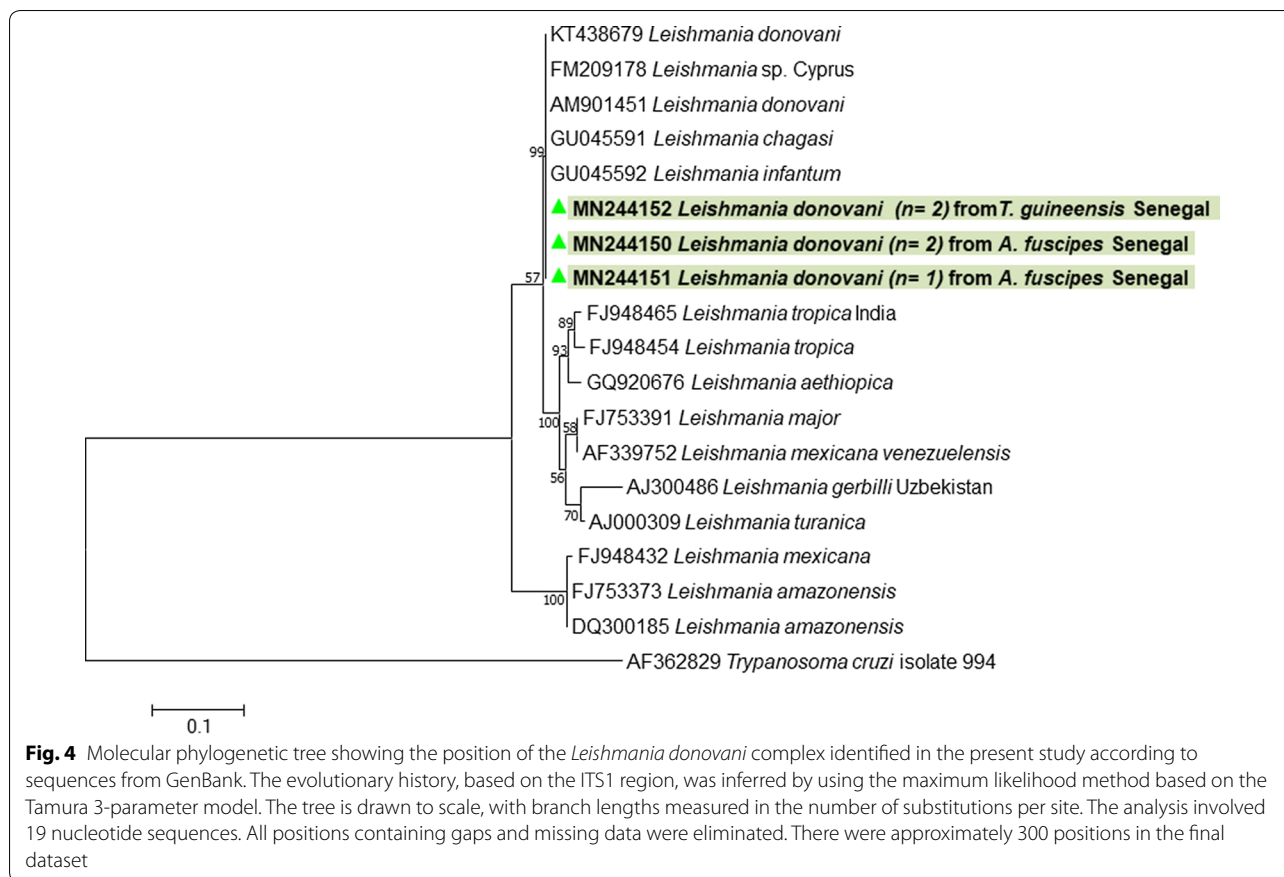 KT438679 Leishmania donovani
FM209178 Leishmania sp. Cyprus
AM901451 Leishmania donovani
GU045591 Leishmania chagasi
99
GU045592 Leishmania infantum
MN244152 Leishmania donovani (n= 2) from T. guineensis Senegal
MN244150 Leishmania donovani (n= 2) from A. fuscipes Senegal
57
MN244151 Leishmania donovani (n= 1) from A. fuscipes Senegal
FJ948465 Leishmania tropica India
89
FJ948454 Leishmania tropica
93
GQ920676 Leishmania aethiopica
100
FJ753391 Leishmania major
58
AF339752 Leishmania mexicana venezuelensis
56
AJ300486 Leishmania gerbilli Uzbekistan
70
AJ000309 Leishmania turanica
FJ948432 Leishmania mexicana
100
FJ753373 Leishmania amazonensis
DQ300185 Leishmania amazonensis
AF362829 Trypanosoma cruzi isolate 994
0.1
Fig. 4 Molecular phylogenetic tree showing the position of the Leishmania donovani complex identified in the present study according to
sequences from GenBank. The evolutionary history, based on the ITS1 region, was inferred by using the maximum likelihood method based on the
Tamura 3-parameter model. The tree is drawn to scale, with branch lengths measured in the number of substitutions per site. The analysis involved
19 nucleotide sequences. All positions containing gaps and missing data were eliminated. There were approximately 300 positions in the final
dataset